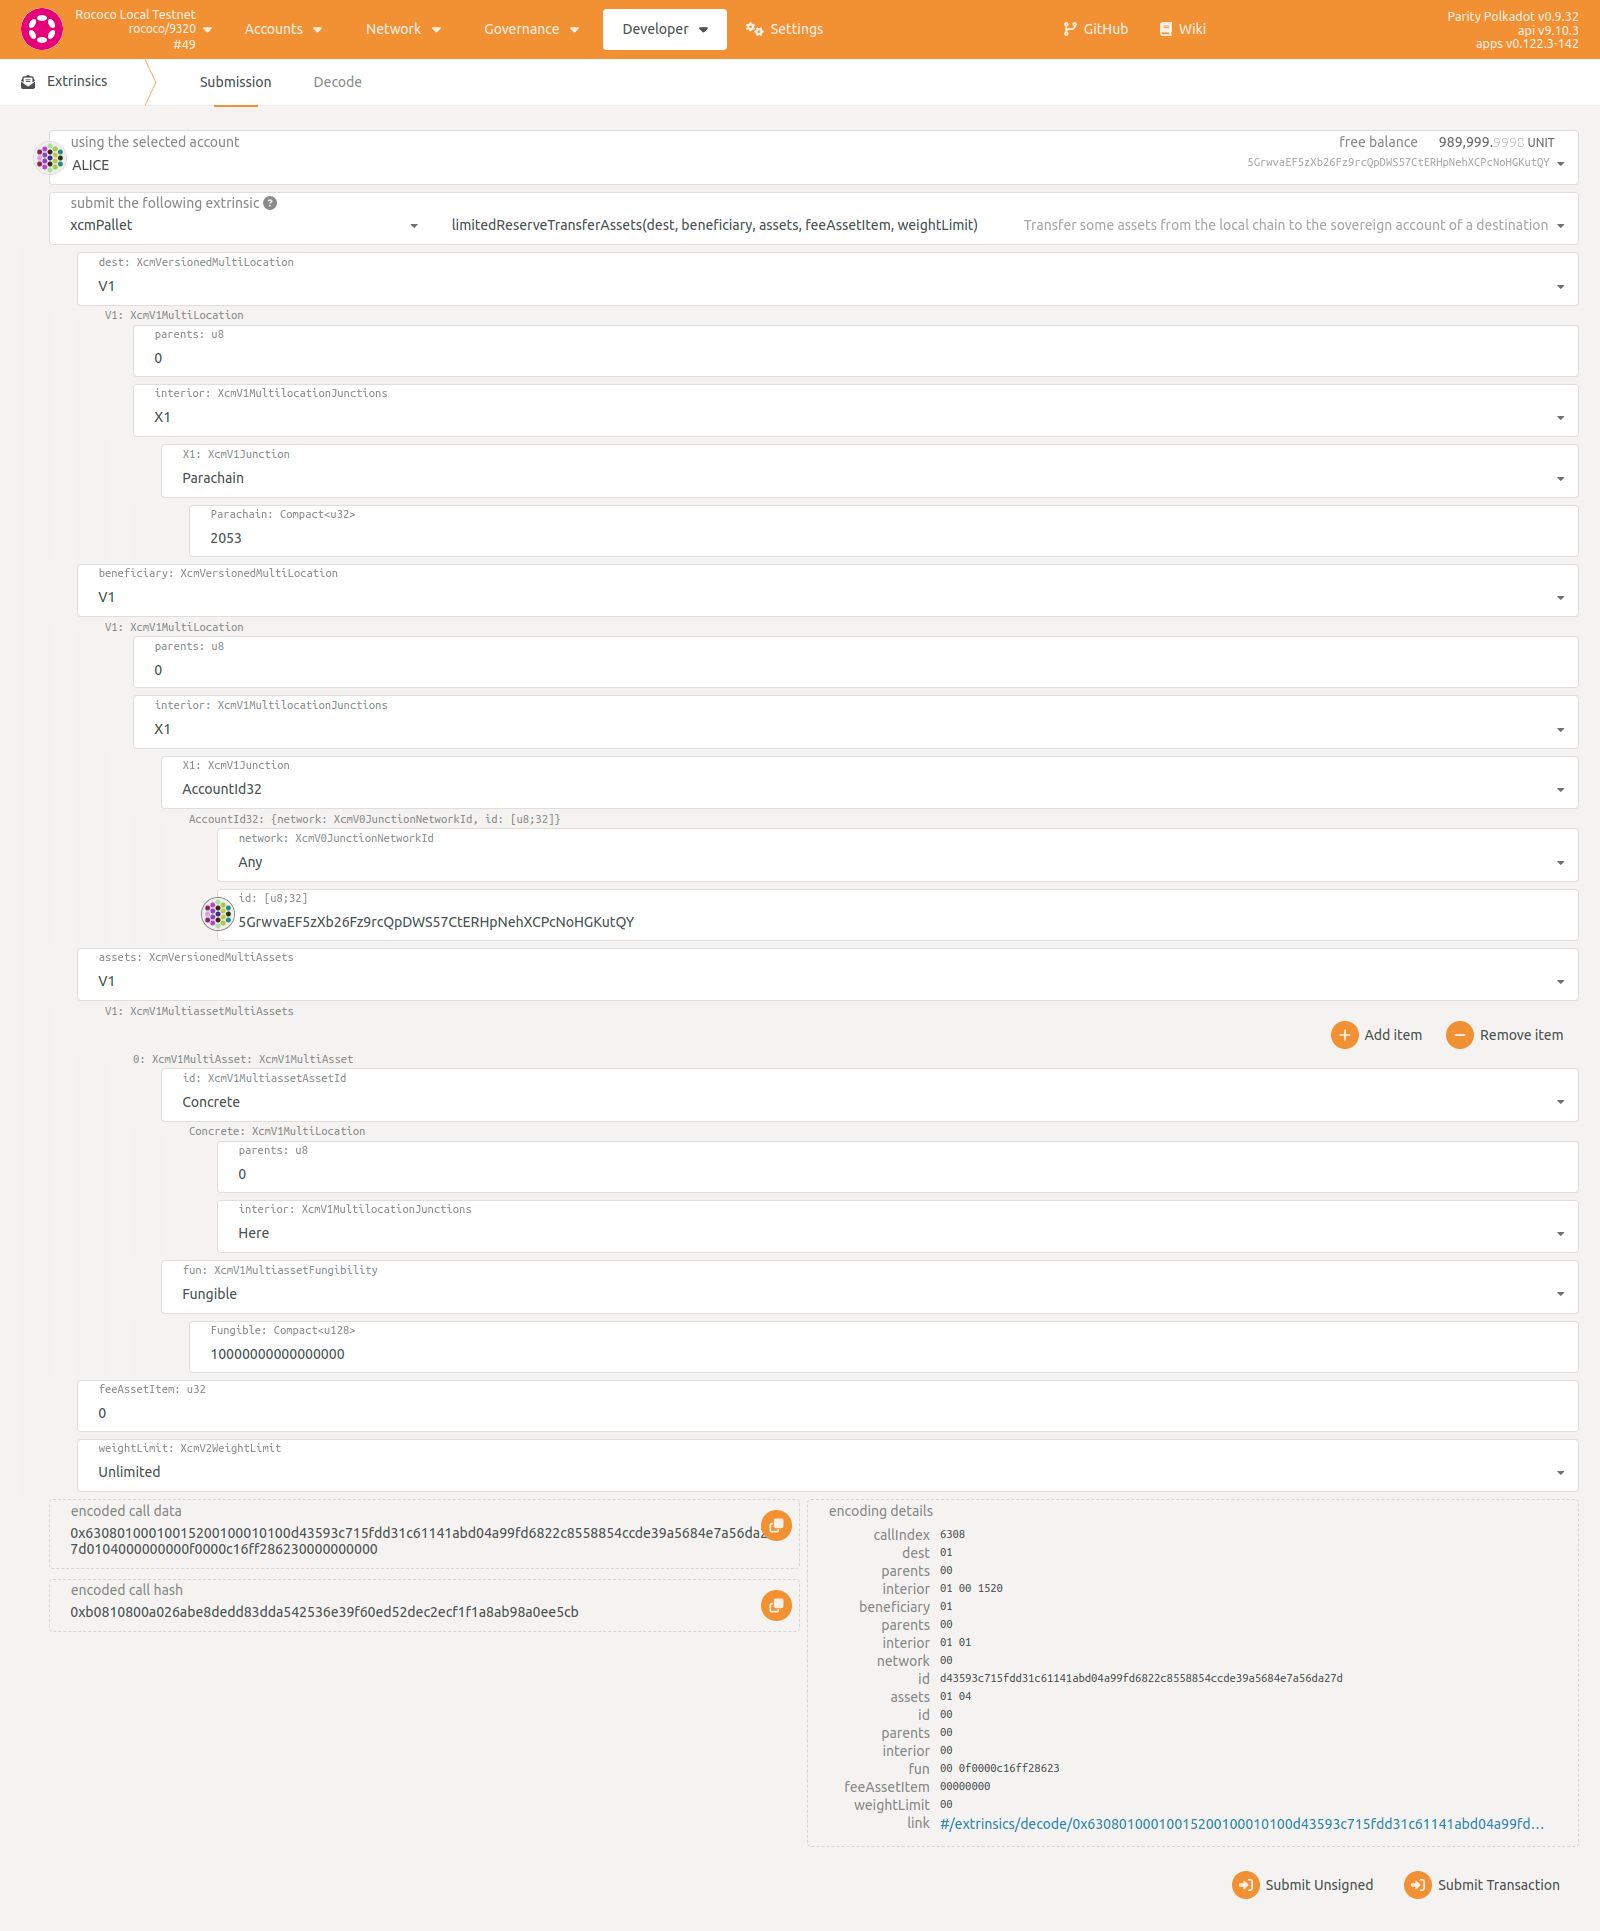 Rococo Local Testnet
rococo/9320
#49
Accounts
Network
Governance
Developer
Settings
GitHub
Wiki
Parity Polkadot v0.9.32
api v9.10.3
apps v0.122.3-142
Extrinsics
Submission
Decode
using the selected account
ALICE
free balance 989,999.9998 UNIT
5GrwvaEF5zXb26Fz9rcQpDWS57CtERHpNehXCPcNoHGKutQY
submit the following extrinsic ?
xcmPallet
limitedReserveTransferAssets(dest, beneficiary, assets, feeAssetItem, weightLimit)
Transfer some assets from the local chain to the sovereign account of a destination
dest: XcmVersionedMultiLocation
V1
V1: XcmV1MultiLocation
parents: u8
0
interior: XcmV1MultilocationJunctions
X1
X1: XcmV1Junction
Parachain
Parachain: Compact<u32>
2053
beneficiary: XcmVersionedMultiLocation
V1
V1: XcmV1MultiLocation
parents: u8
0
interior: XcmV1MultilocationJunctions
X1
X1: XcmV1Junction
AccountId32
AccountId32: {network: XcmV0JunctionNetworkId, id: [u8;32]}
network: XcmV0JunctionNetworkId
Any
id: [u8;32]
5GrwvaEF5zXb26Fz9rcQpDWS57CtERHpNehXCPcNoHGKutQY
assets: XcmVersionedMultiAssets
V1
V1: XcmV1MultiassetMultiAssets
Add item
Remove item
0: XcmV1MultiAsset: XcmV1MultiAsset
id: XcmV1MultiassetAssetId
Concrete
Concrete: XcmV1MultiLocation
parents: u8
0
interior: XcmV1MultilocationJunctions
Here
fun: XcmV1MultiassetFungibility
Fungible
Fungible: Compact<u128>
10000000000000000
feeAssetItem: u32
0
weightLimit: XcmV2WeightLimit
Unlimited
encoded call data
0x630801000100152001000101​00d43593c715fdd31c61141abd04a99fd6822c8558854ccde39a5684e7a56da2
7d0104000000000f0000c16ff286230000000000
encoded call hash
0xb0810800a026abe8dedd83dda542536e39f60ed52dec2ecf1f1a8ab98a0ee5cb
encoding details
callIndex 6308
dest 01
parents 00
interior 01 00 1520
beneficiary 01
parents 00
interior 01 01
network 00
id d43593c715fdd31c61141abd04a99fd6822c8558854ccde39a5684e7a56da27d
assets 01 04
id 00
parents 00
interior 00
fun 00 0f0000c16ff28623
feeAssetItem 00000000
weightLimit 00
link #/extrinsics/decode/0x63080100010015200100010100d43593c715fdd31c61141abd04a99fd…
Submit Unsigned
Submit Transaction